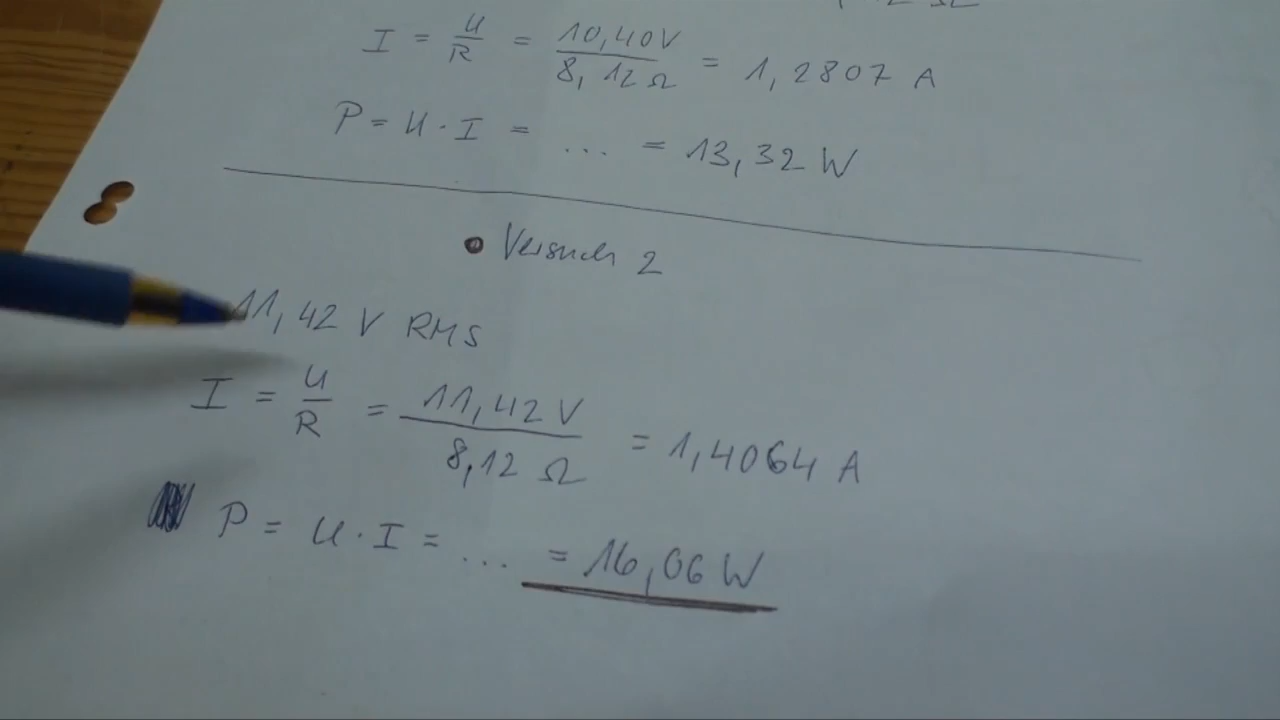 I = U/R = 10,40V/8,12Ω = 1,2807 A
P = U · I = ... = 13,32 W
• Versuch 2
11,42 V RMS
I = U/R = 11,42 V/8,12 Ω = 1,4064 A
P = U · I = ... = 16,06 W